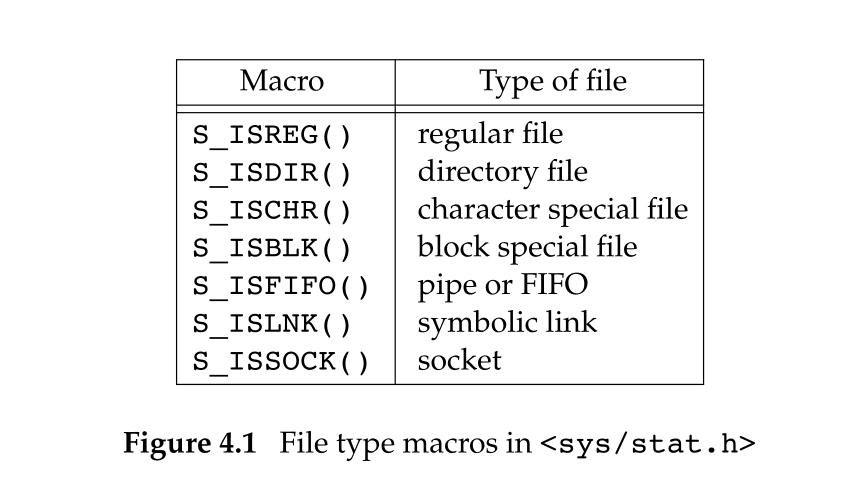 Macro Type of file
S_ISREG() regular file
S_ISDIR() directory file
S_ISCHR() character special file
S_ISBLK() block special file
S_ISFIFO() pipe or FIFO
S_ISLNK() symbolic link
S_ISSOCK() socket
Figure 4.1 File type macros in <sys/stat.h>